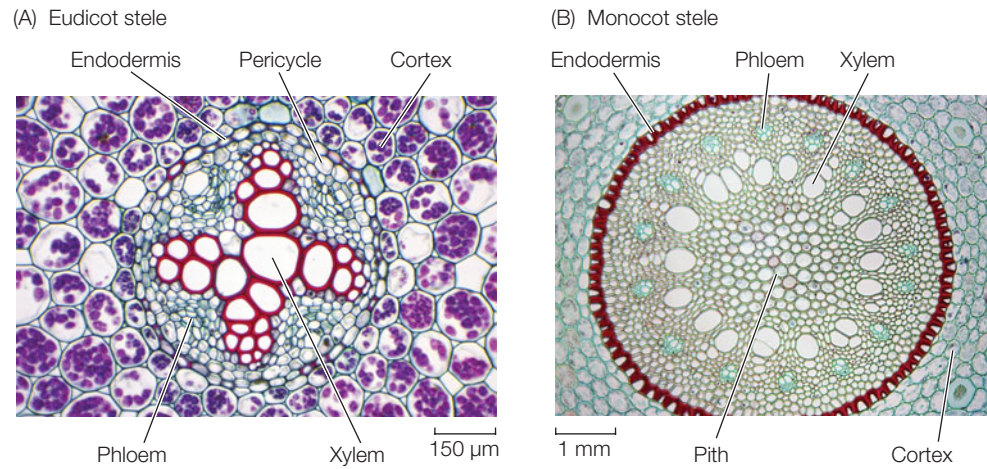 (A) Eudicot stele
Endodermis Pericycle Cortex
Phloem Xylem 150 µm
(B) Monocot stele
Endodermis Phloem Xylem
1 mm Pith Cortex